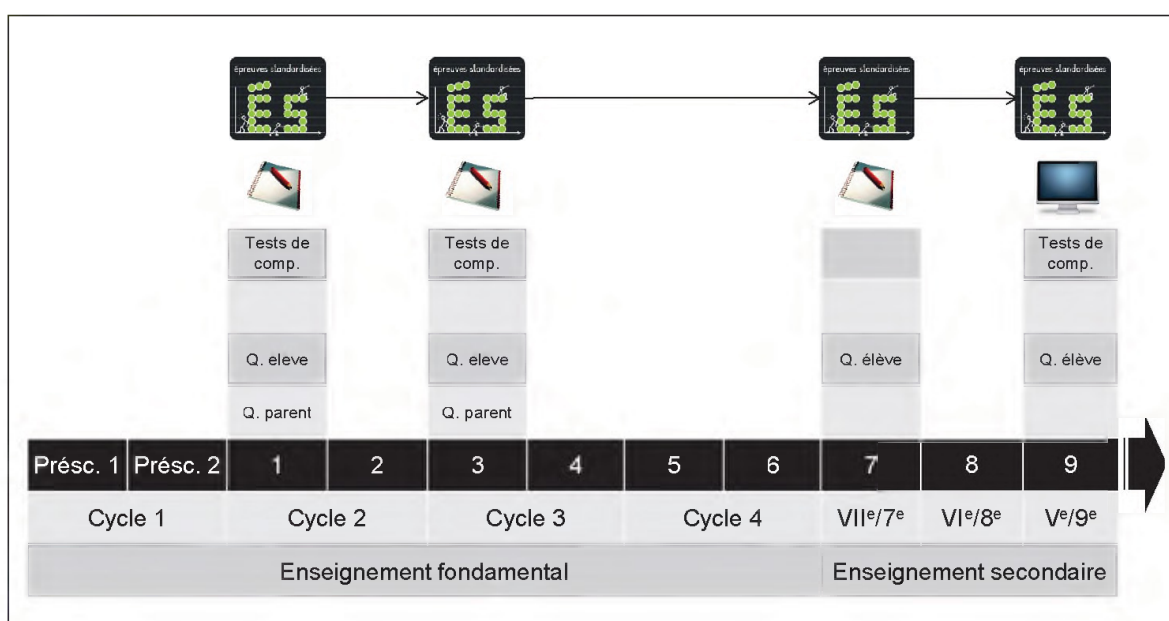 épreuves standardisées épreuves standardisées épreuves standardisées épreuves standardisées
És És És És
Tests de comp. Tests de comp. Tests de comp.
Q. eleve Q. eleve Q. élève Q. élève
Q. parent Q. parent
Présc. 1 Présc. 2 1 2 3 4 5 6 7 8 9
Cycle 1 Cycle 2 Cycle 3 Cycle 4 VIIᵉ/7ᵉ VIᵉ/8ᵉ Vᵉ/9ᵉ
Enseignement fondamental Enseignement secondaire